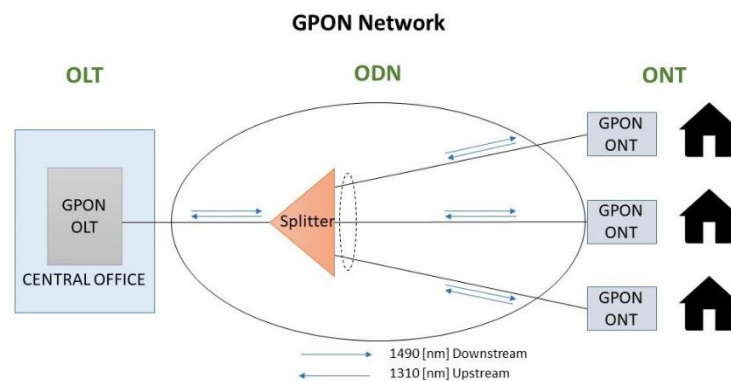 GPON Network
OLT
ODN
ONT
GPON
ONT
GPON
OLT
Splitter
GPON
ONT
CENTRAL OFFICE
GPON
ONT
1490 [nm] Downstream
1310 [nm] Upstream